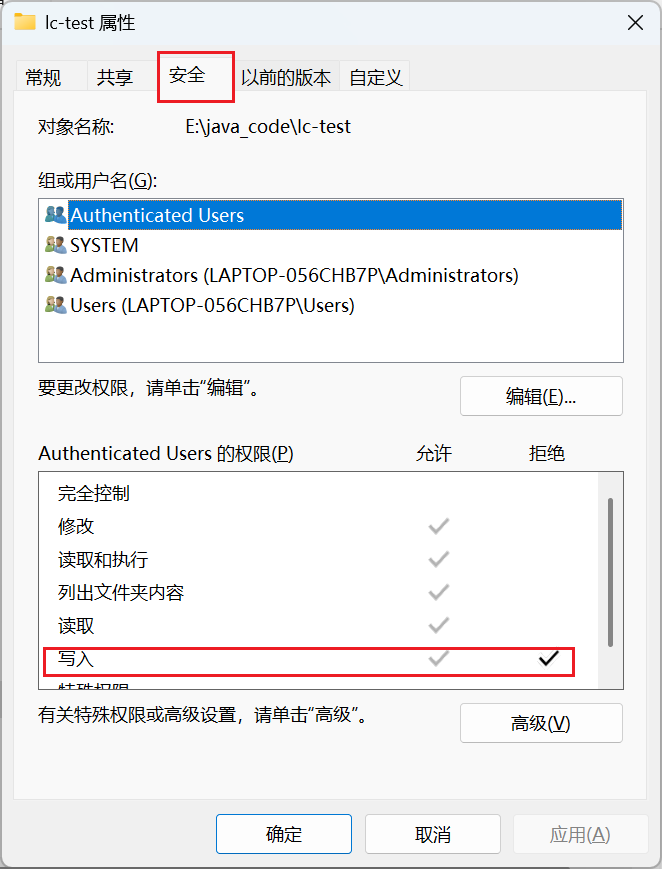 lc-test 属性
常规 共享 安全 以前的版本 自定义
对象名称: E:\java_code\lc-test
组或用户名(G):
Authenticated Users
SYSTEM
Administrators (LAPTOP-056CHB7P\Administrators)
Users (LAPTOP-056CHB7P\Users)
要更改权限，请单击“编辑”。
编辑(E)...
Authenticated Users 的权限(P) 允许 拒绝
完全控制
修改
读取和执行
列出文件夹内容
读取
写入
特殊权限
有关特殊权限或高级设置，请单击“高级”。
高级(V)
确定 取消 应用(A)